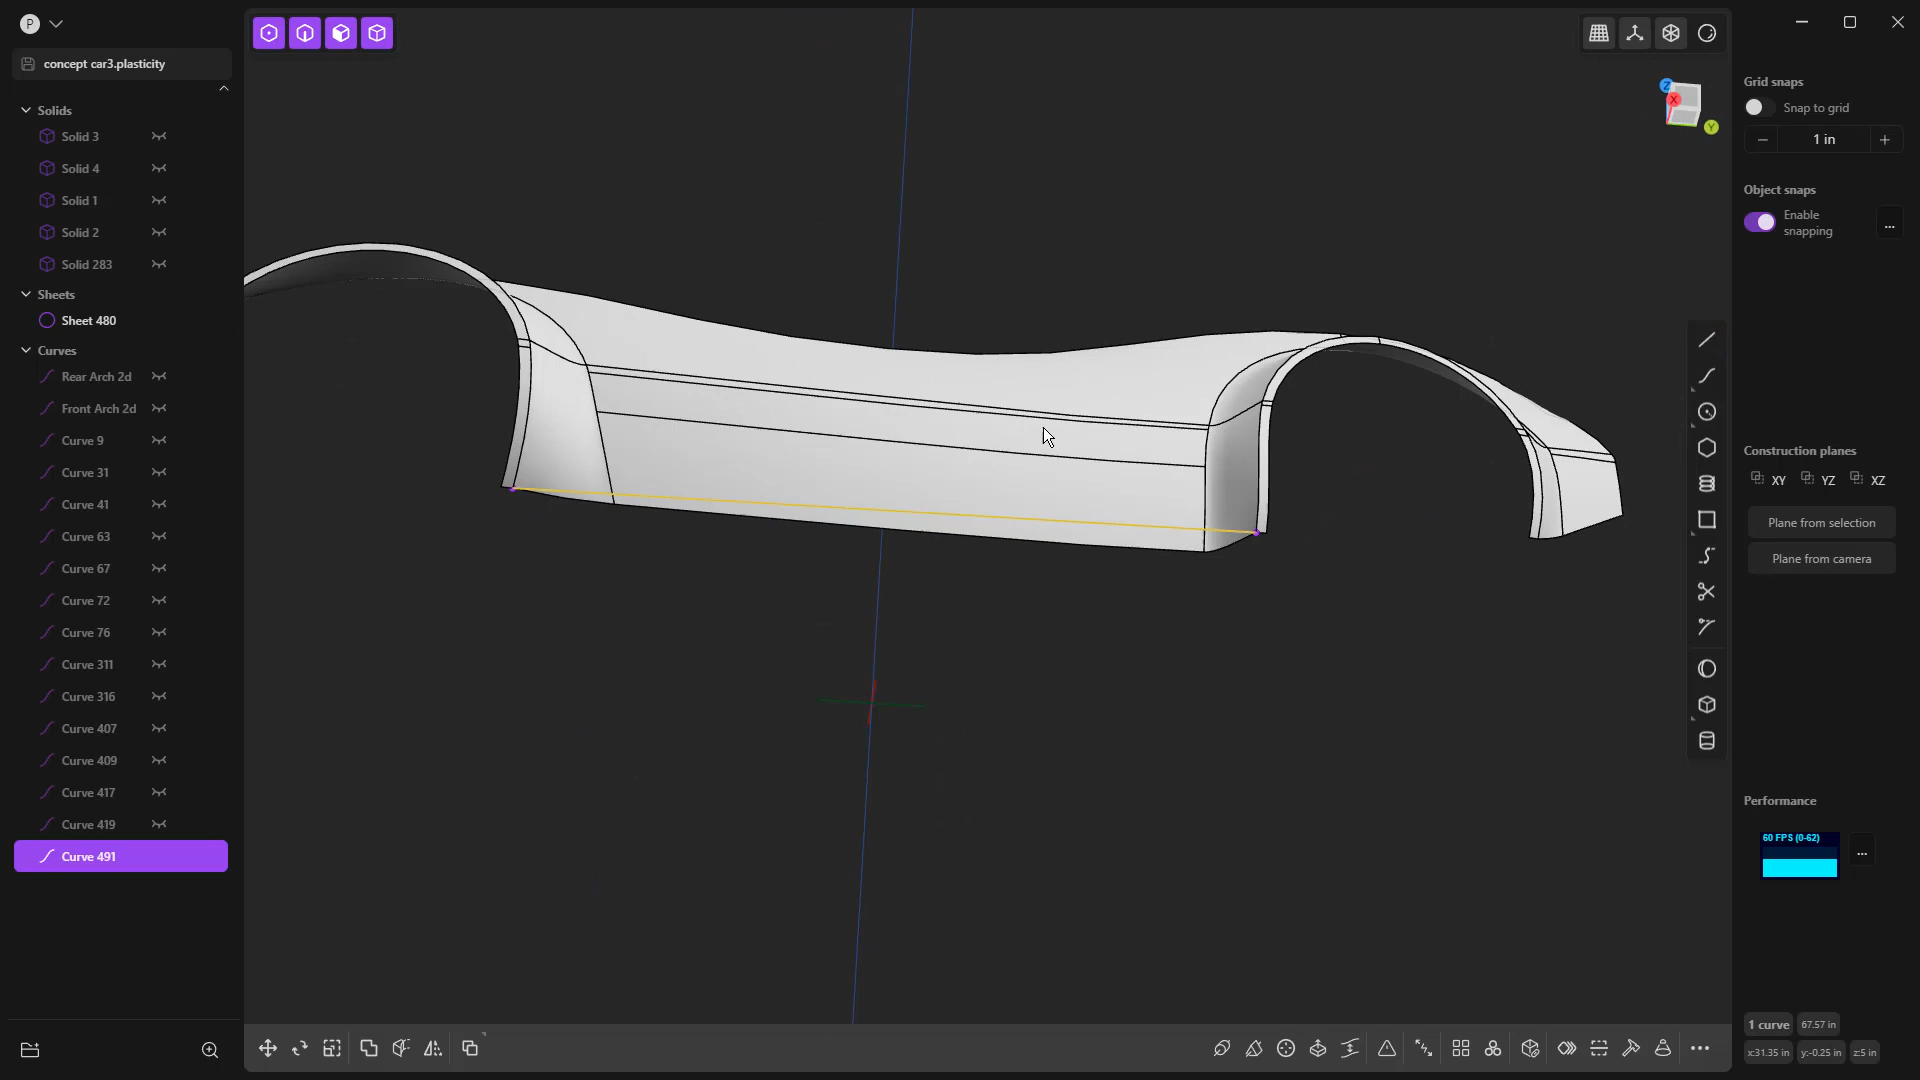 P
concept car3.plasticity
Solids
Solid 3
Solid 4
Solid 1
Solid 2
Solid 283
Sheets
Sheet 480
Curves
Rear Arch 2d
Front Arch 2d
Curve 9
Curve 31
Curve 41
Curve 63
Curve 67
Curve 72
Curve 76
Curve 311
Curve 316
Curve 407
Curve 409
Curve 417
Curve 419
Curve 491
Z
X
Y
Grid snaps
Snap to grid
1 in
Object snaps
Enable
snapping
...
Construction planes
XY YZ XZ
Plane from selection
Plane from camera
Performance
60 FPS (0-62)
...
1 curve 67.57 in
x:31.35 in y:-0.25 in z:5 in